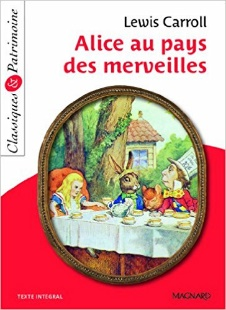 Classiques & Patrimoine
Lewis Carroll
Alice au pays
des merveilles
TEXTE INTÉGRAL
MAGNARD